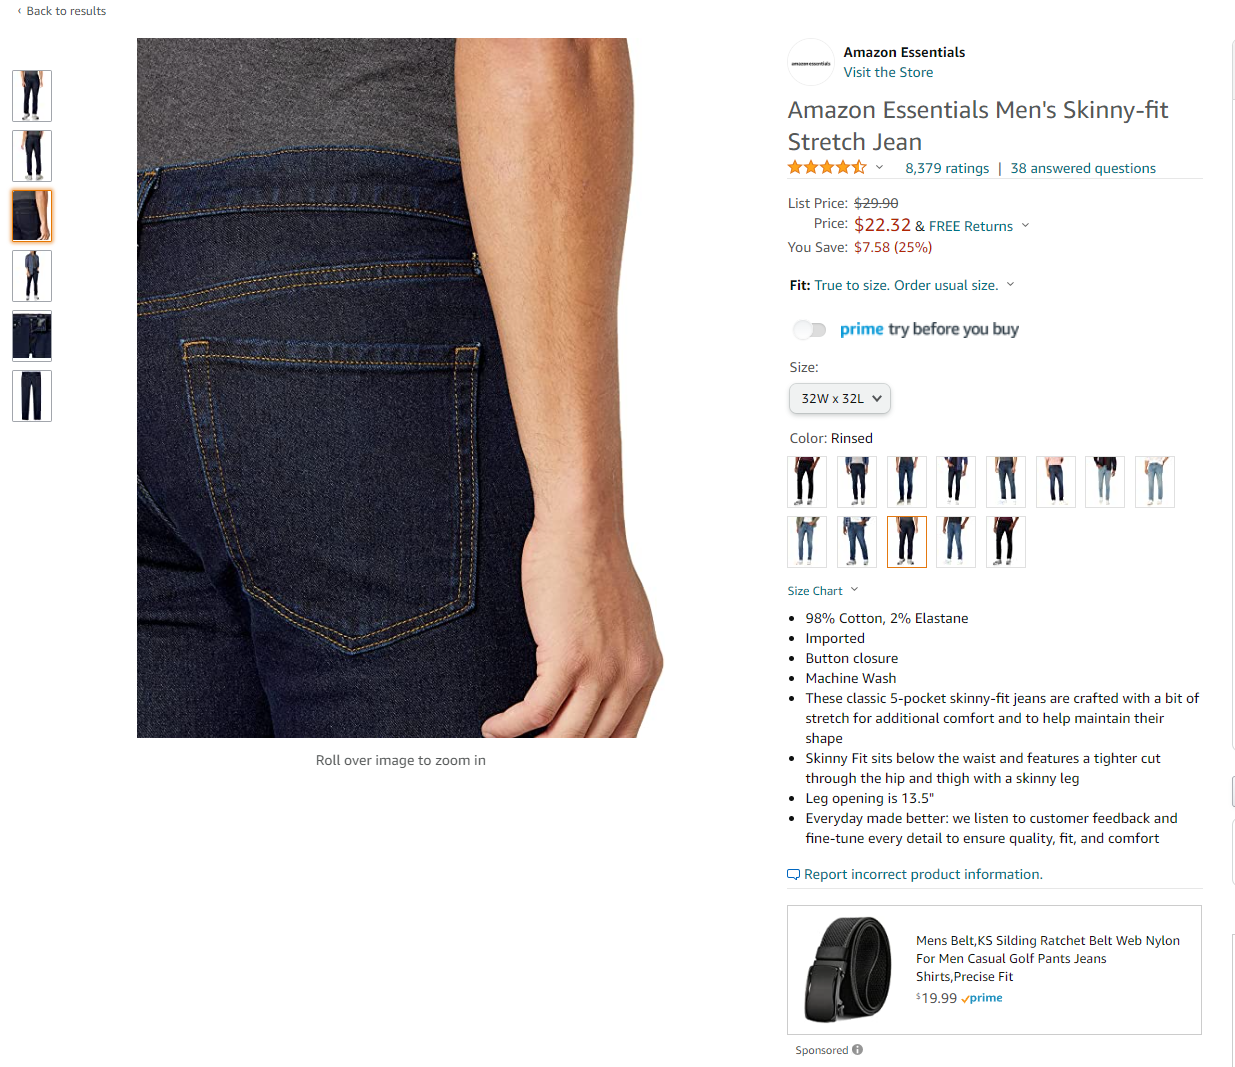 ‹ Back to results
amazon essentials
Amazon Essentials
Visit the Store
Amazon Essentials Men's Skinny-fit
Stretch Jean
8,379 ratings | 38 answered questions
List Price: $29.90
Price: $22.32 & FREE Returns
You Save: $7.58 (25%)
Fit: True to size. Order usual size.
prime try before you buy
Size:
32W x 32L
Color: Rinsed
Size Chart
• 98% Cotton, 2% Elastane
• Imported
• Button closure
• Machine Wash
• These classic 5-pocket skinny-fit jeans are crafted with a bit of
stretch for additional comfort and to help maintain their
shape
• Skinny Fit sits below the waist and features a tighter cut
through the hip and thigh with a skinny leg
• Leg opening is 13.5"
• Everyday made better: we listen to customer feedback and
fine-tune every detail to ensure quality, fit, and comfort
Report incorrect product information.
Roll over image to zoom in
Mens Belt,KS Silding Ratchet Belt Web Nylon
For Men Casual Golf Pants Jeans
Shirts,Precise Fit
$19.99 prime
Sponsored